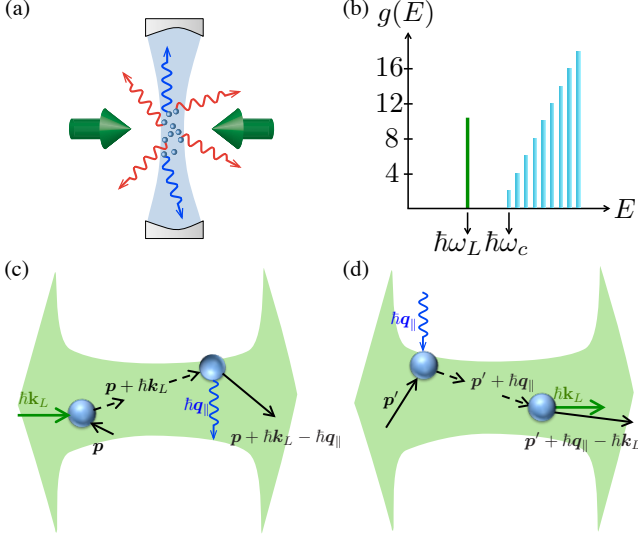 (a)
(b)
g(E)
16
12
8
4
E
ħω_L ħω_c
(c)
(d)
ħq_∥
ħk_L
p + ħk_L
ħq_∥
p
p + ħk_L − ħq_∥
p′
p′ + ħq_∥
ħk_L
p′ + ħq_∥ − ħk_L